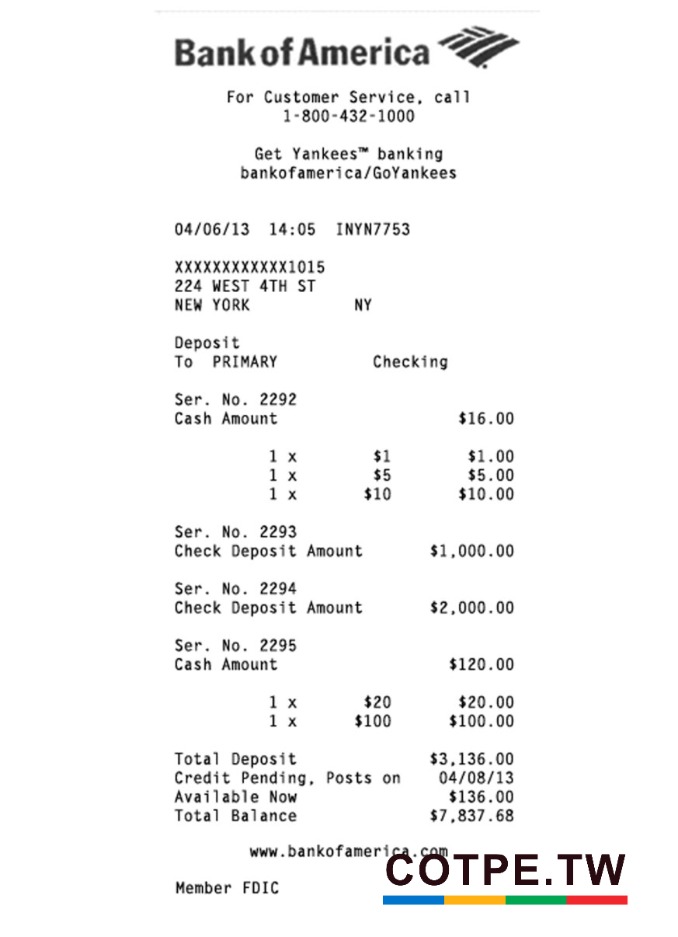 Bank of America
For Customer Service, call
1-800-432-1000
Get Yankees™ banking
bankofamerica/GoYankees
04/06/13 14:05 INYN7753
XXXXXXXXXXXX1015
224 WEST 4TH ST
NEW YORK NY
Deposit
To PRIMARY Checking
Ser. No. 2292
Cash Amount $16.00
1 x $1 $1.00
1 x $5 $5.00
1 x $10 $10.00
Ser. No. 2293
Check Deposit Amount $1,000.00
Ser. No. 2294
Check Deposit Amount $2,000.00
Ser. No. 2295
Cash Amount $120.00
1 x $20 $20.00
1 x $100 $100.00
Total Deposit $3,136.00
Credit Pending, Posts on 04/08/13
Available Now $136.00
Total Balance $7,837.68
www.bankofamerica.com
COTPE.TW
Member FDIC